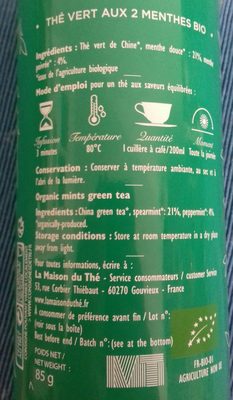 THÉ VERT AUX 2 MENTHES BIO
Ingrédients : Thé vert de Chine*, menthe douce* : 21%, menthe
poivrée* : 4%.
*issus de l'agriculture biologique
Mode d'emploi pour un thé aux saveurs équilibrées :
Infusion
3 minutes
Température
80°C
Quantité
1 cuillère à café/200ml
Moment
Toute la journée
Conservation : Conserver à température ambiante, au sec et à
l'abri de la lumière.
Organic mints green tea
Ingredients : China green tea*, spearmint*: 21%, peppermint*: 4%
*organically-produced.
Storage conditions : Store at room temperature in a dry place
away from light.
Pour toutes informations, écrire à :
La Maison du Thé - Service consommateurs / customer Service
53, rue Corbier Thiébaut - 60270 Gouvieux - France
www.lamaisonduthé.com
A consommer de préférence avant fin / Lot n° :
(voir sous la boîte)
Best before end / Batch n° : (see at the bottom)
POIDS NET /
NET WEIGHT :
85 g
FR-BIO-01
AGRICULTURE NON UE